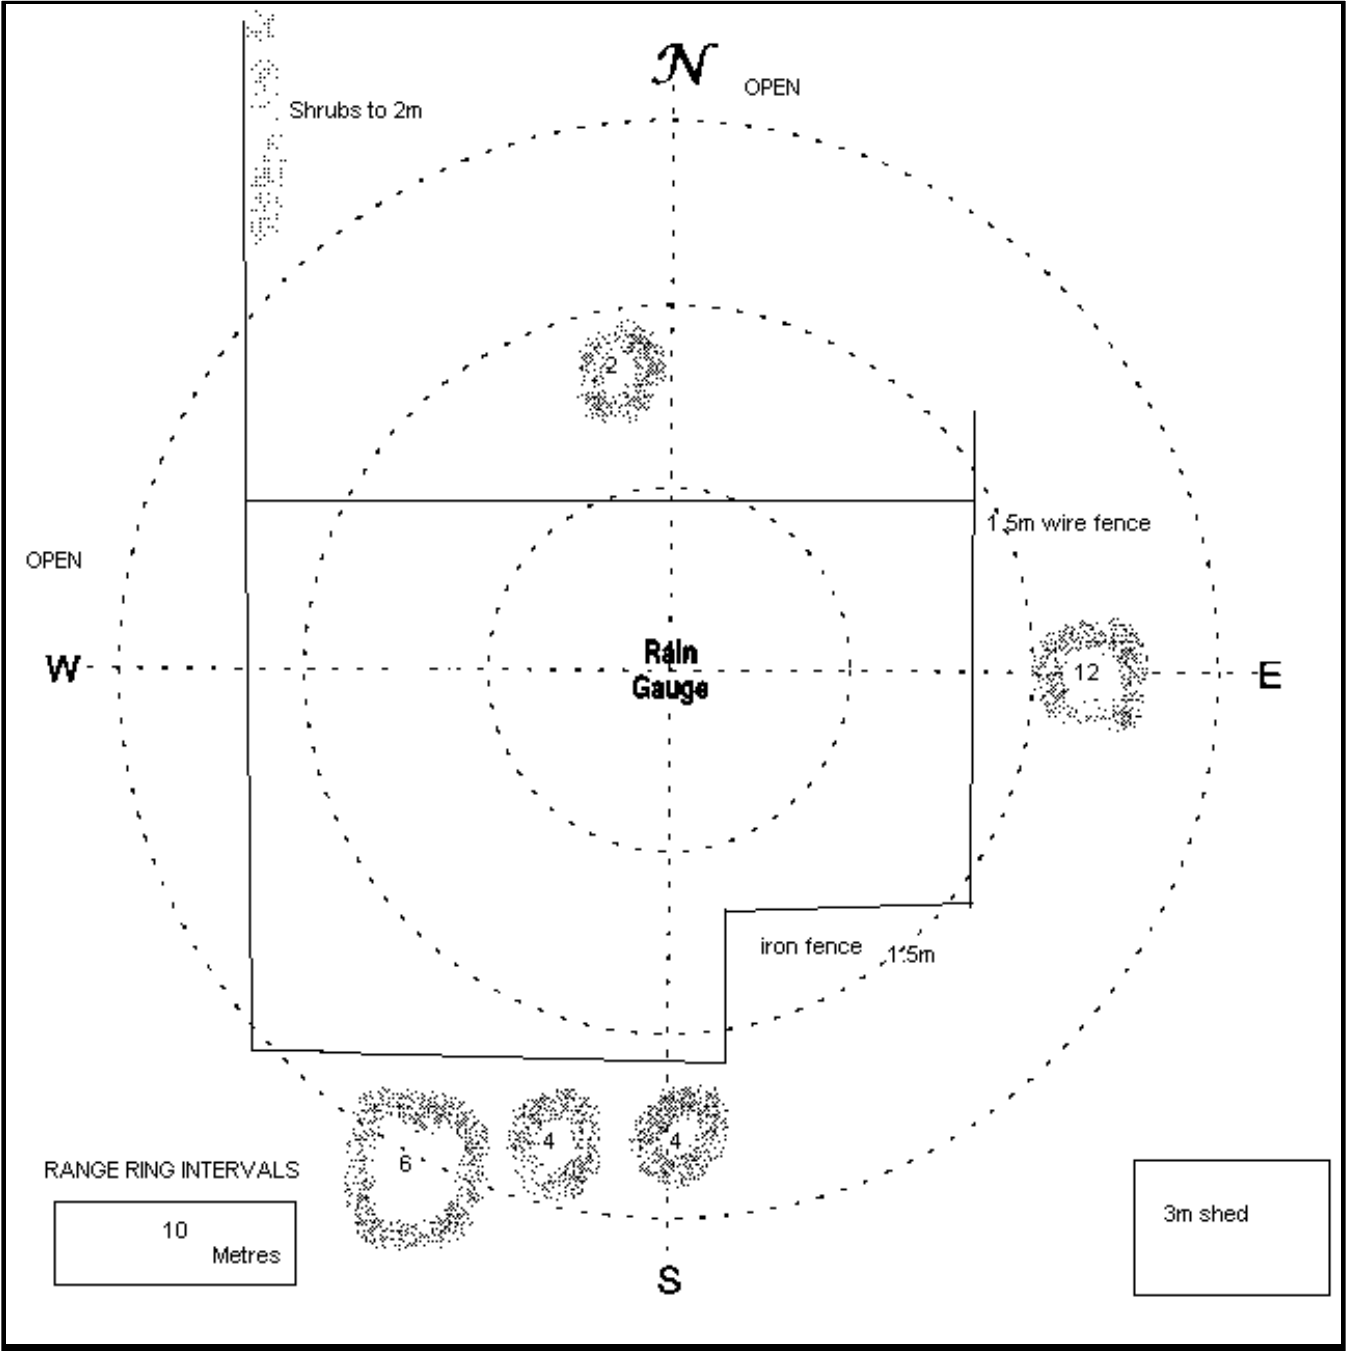 N
OPEN
Shrubs to 2m
2
1.5m wire fence
OPEN
Rain
Gauge
W
12
E
iron fence 1.5m
4
4
6
RANGE RING INTERVALS
10
Metres
3m shed
S